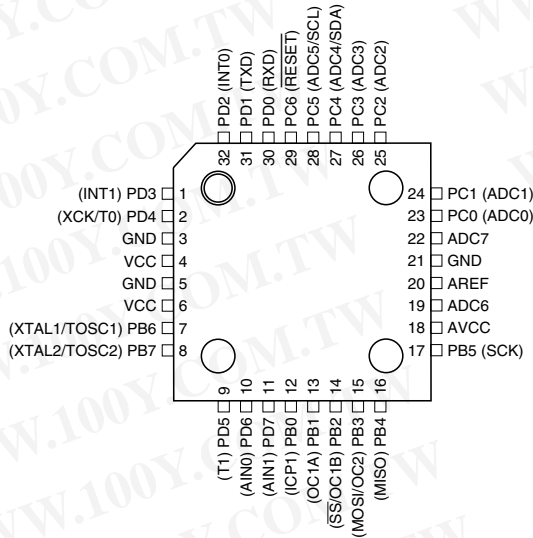 32 PD2 (INT0)
31 PD1 (TXD)
30 PD0 (RXD)
29 PC6 (RESET)
28 PC5 (ADC5/SCL)
27 PC4 (ADC4/SDA)
26 PC3 (ADC3)
25 PC2 (ADC2)
(INT1) PD3 1
(XCK/T0) PD4 2
GND 3
VCC 4
GND 5
VCC 6
(XTAL1/TOSC1) PB6 7
(XTAL2/TOSC2) PB7 8
24 PC1 (ADC1)
23 PC0 (ADC0)
22 ADC7
21 GND
20 AREF
19 ADC6
18 AVCC
17 PB5 (SCK)
(T1) PD5 9
(AIN0) PD6 10
(AIN1) PD7 11
(ICP1) PB0 12
(OC1A) PB1 13
(SS/OC1B) PB2 14
(MOSI/OC2) PB3 15
(MISO) PB4 16
WWW.100Y.COM.TW